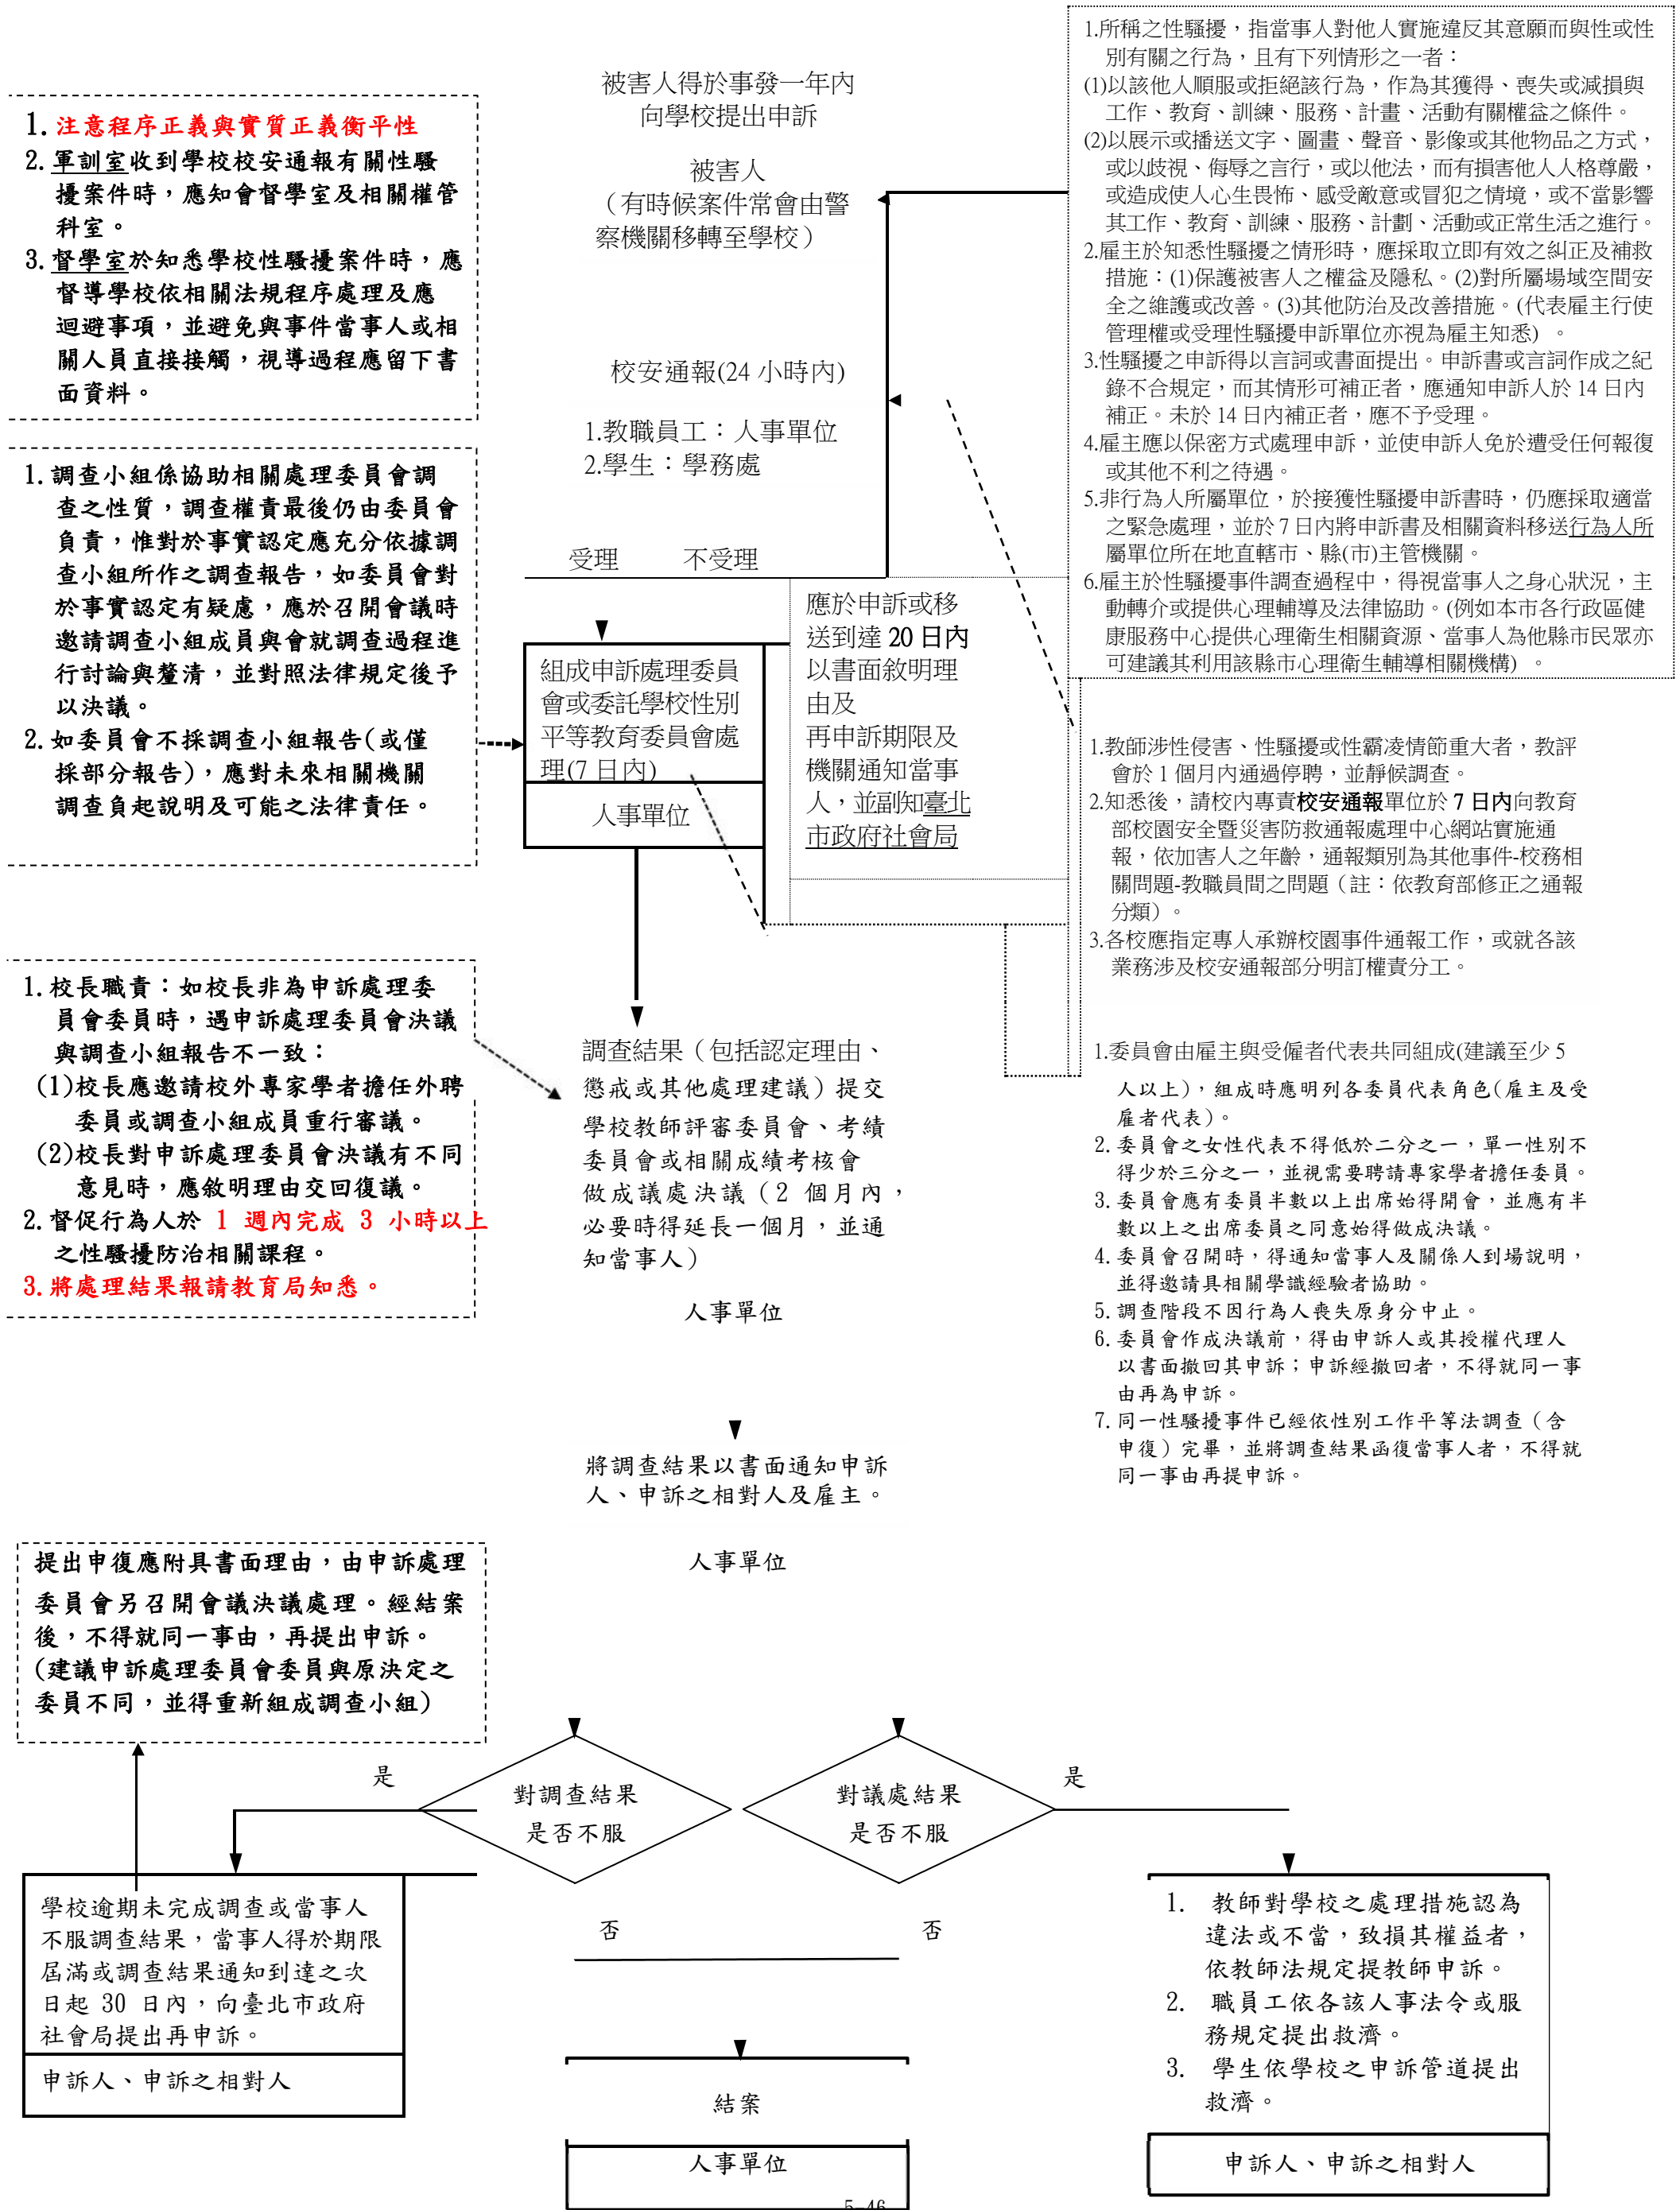 被害人得於事發一年內
向學校提出申訴
被害人
（有時候案件常會由警
察機關移轉至學校）
校安通報(24 小時內)
1.教職員工：人事單位
2.學生：學務處
受理
不受理
1.所稱之性騷擾，指當事人對他人實施違反其意願而與性或性
別有關之行為，且有下列情形之一者：
(1)以該他人順服或拒絕該行為，作為其獲得、喪失或減損與
工作、教育、訓練、服務、計畫、活動有關權益之條件。
(2)以展示或播送文字、圖畫、聲音、影像或其他物品之方式，
或以歧視、侮辱之言行，或以他法，而有損害他人人格尊嚴，
或造成使人心生畏怖、感受敵意或冒犯之情境，或不當影響
其工作、教育、訓練、服務、計劃、活動或正常生活之進行。
2.雇主於知悉性騷擾之情形時，應採取立即有效之糾正及補救
措施：(1)保護被害人之權益及隱私。(2)對所屬場域空間安
全之維護或改善。(3)其他防治及改善措施。(代表雇主行使
管理權或受理性騷擾申訴單位亦視為雇主知悉) 。
3.性騷擾之申訴得以言詞或書面提出。申訴書或言詞作成之紀
錄不合規定，而其情形可補正者，應通知申訴人於 14 日內
補正。未於 14 日內補正者，應不予受理。
4.雇主應以保密方式處理申訴，並使申訴人免於遭受任何報復
或其他不利之待遇。
5.非行為人所屬單位，於接獲性騷擾申訴書時，仍應採取適當
之緊急處理，並於 7 日內將申訴書及相關資料移送行為人所
屬單位所在地直轄市、縣(市)主管機關。
6.雇主於性騷擾事件調查過程中，得視當事人之身心狀況，主
動轉介或提供心理輔導及法律協助。(例如本市各行政區健
康服務中心提供心理衛生相關資源、當事人為他縣市民眾亦
可建議其利用該縣市心理衛生輔導相關機構) 。
1.注意程序正義與實質正義衡平性
2.軍訓室收到學校校安通報有關性騷
擾案件時，應知會督學室及相關權管
科室。
3.督學室於知悉學校性騷擾案件時，應
督導學校依相關法規程序處理及應
迴避事項，並避免與事件當事人或相
關人員直接接觸，視導過程應留下書
面資料。
1.調查小組係協助相關處理委員會調
查之性質，調查權責最後仍由委員會
負責，惟對於事實認定應充分依據調
查小組所作之調查報告，如委員會對
於事實認定有疑慮，應於召開會議時
邀請調查小組成員與會就調查過程進
行討論與釐清，並對照法律規定後予
以決議。
2.如委員會不採調查小組報告(或僅
採部分報告)，應對未來相關機關
調查負起說明及可能之法律責任。
組成申訴處理委員
會或委託學校性別
平等教育委員會處
理(7 日內)
人事單位
應於申訴或移
送到達 20 日內
以書面敘明理
由及
再申訴期限及
機關通知當事
人，並副知臺北
市政府社會局
1.教師涉性侵害、性騷擾或性霸凌情節重大者，教評
會於 1 個月內通過停聘，並靜候調查。
2.知悉後，請校內專責校安通報單位於 7 日內向教育
部校園安全暨災害防救通報處理中心網站實施通
報，依加害人之年齡，通報類別為其他事件-校務相
關問題-教職員間之問題（註：依教育部修正之通報
分類）。
3.各校應指定專人承辦校園事件通報工作，或就各該
業務涉及校安通報部分明訂權責分工。
1.校長職責：如校長非為申訴處理委
員會委員時，遇申訴處理委員會決議
與調查小組報告不一致：
(1)校長應邀請校外專家學者擔任外聘
委員或調查小組成員重行審議。
(2)校長對申訴處理委員會決議有不同
意見時，應敘明理由交回復議。
2.督促行為人於 1 週內完成 3 小時以上
之性騷擾防治相關課程。
3.將處理結果報請教育局知悉。
調查結果（包括認定理由、
懲戒或其他處理建議）提交
學校教師評審委員會、考績
委員會或相關成績考核會
做成議處決議（2 個月內，
必要時得延長一個月，並通
知當事人）
人事單位
1.委員會由雇主與受僱者代表共同組成(建議至少 5
人以上)，組成時應明列各委員代表角色(雇主及受
雇者代表)。
2.委員會之女性代表不得低於二分之一，單一性別不
得少於三分之一，並視需要聘請專家學者擔任委員。
3.委員會應有委員半數以上出席始得開會，並應有半
數以上之出席委員之同意始得做成決議。
4.委員會召開時，得通知當事人及關係人到場說明，
並得邀請具相關學識經驗者協助。
5.調查階段不因行為人喪失原身分中止。
6.委員會作成決議前，得由申訴人或其授權代理人
以書面撤回其申訴；申訴經撤回者，不得就同一事
由再為申訴。
7.同一性騷擾事件已經依性別工作平等法調查（含
申復）完畢，並將調查結果函復當事人者，不得就
同一事由再提申訴。
將調查結果以書面通知申訴
人、申訴之相對人及雇主。
人事單位
提出申復應附具書面理由，由申訴處理
委員會另召開會議決議處理。經結案
後，不得就同一事由，再提出申訴。
(建議申訴處理委員會委員與原決定之
委員不同，並得重新組成調查小組)
是
對調查結果
是否不服
對議處結果
是否不服
是
否
否
學校逾期未完成調查或當事人
不服調查結果，當事人得於期限
屆滿或調查結果通知到達之次
日起 30 日內，向臺北市政府
社會局提出再申訴。
申訴人、申訴之相對人
結案
人事單位
1. 教師對學校之處理措施認為
違法或不當，致損其權益者，
依教師法規定提教師申訴。
2. 職員工依各該人事法令或服
務規定提出救濟。
3. 學生依學校之申訴管道提出
救濟。
申訴人、申訴之相對人
5-46